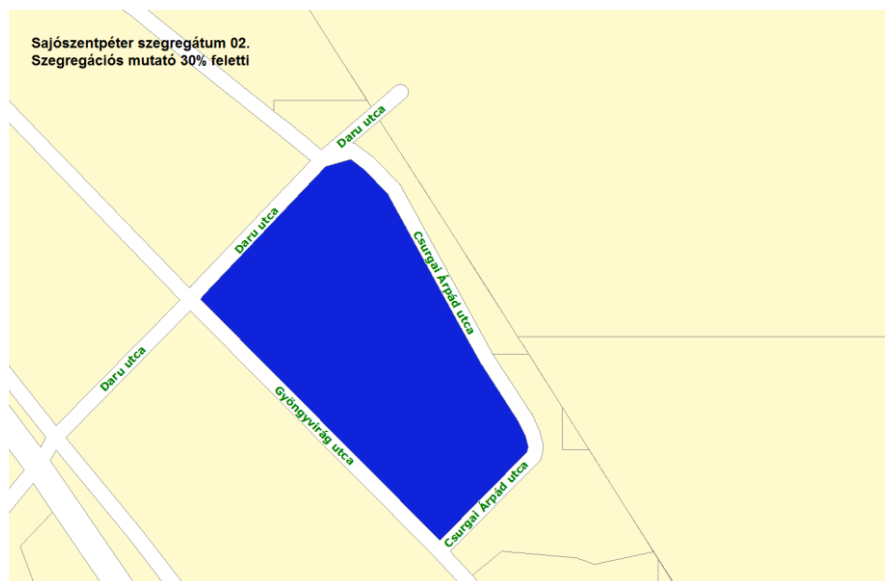 Sajószentpéter szegregátum 02.
Szegregációs mutató 30% feletti
Daru utca
Daru utca
Csurgai Árpád utca
Daru utca
Gyöngyvirág utca
Csurgai Árpád utca